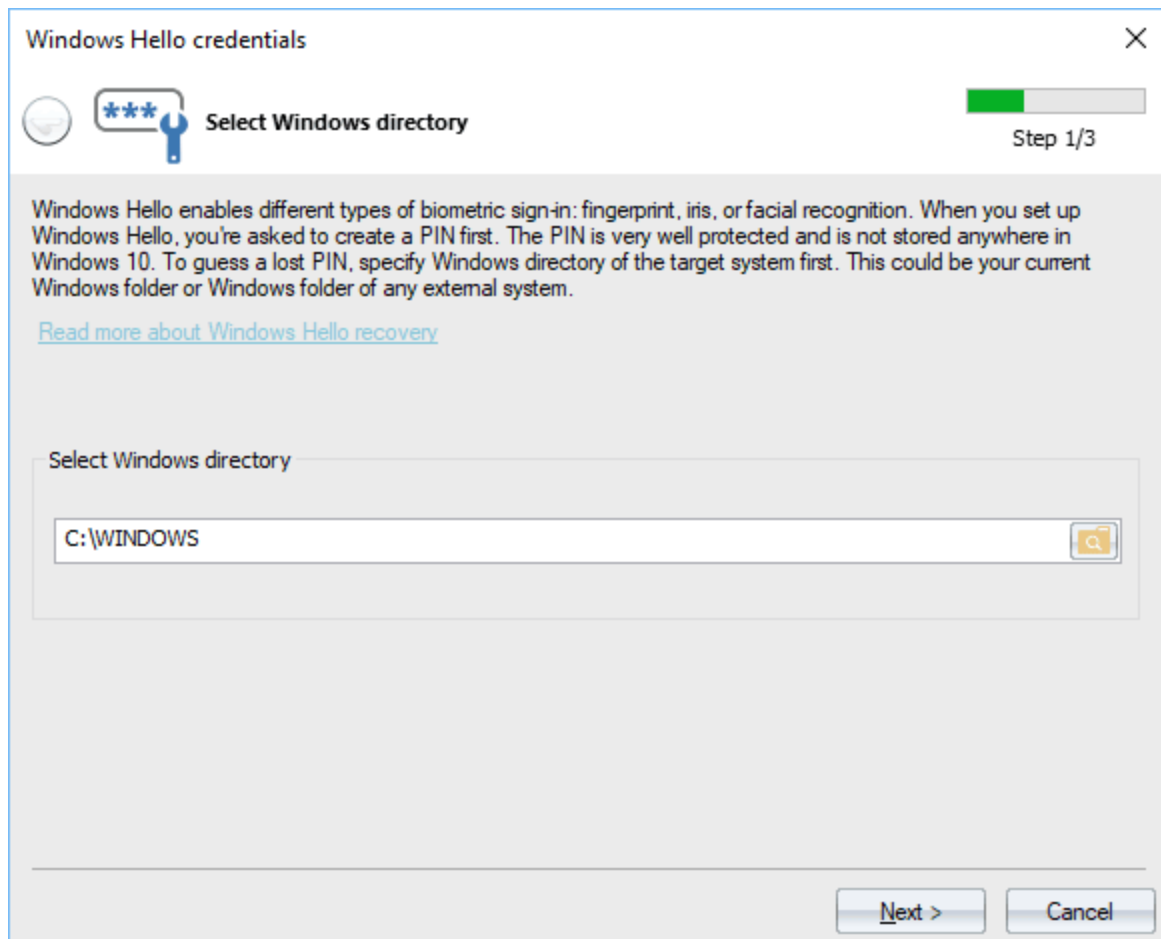 Windows Hello credentials
***
Select Windows directory
Step 1/3
Windows Hello enables different types of biometric sign-in: fingerprint, iris, or facial recognition. When you set up
Windows Hello, you're asked to create a PIN first. The PIN is very well protected and is not stored anywhere in
Windows 10. To guess a lost PIN, specify Windows directory of the target system first. This could be your current
Windows folder or Windows folder of any external system.
Read more about Windows Hello recovery
Select Windows directory
C:\WINDOWS
Next >
Cancel